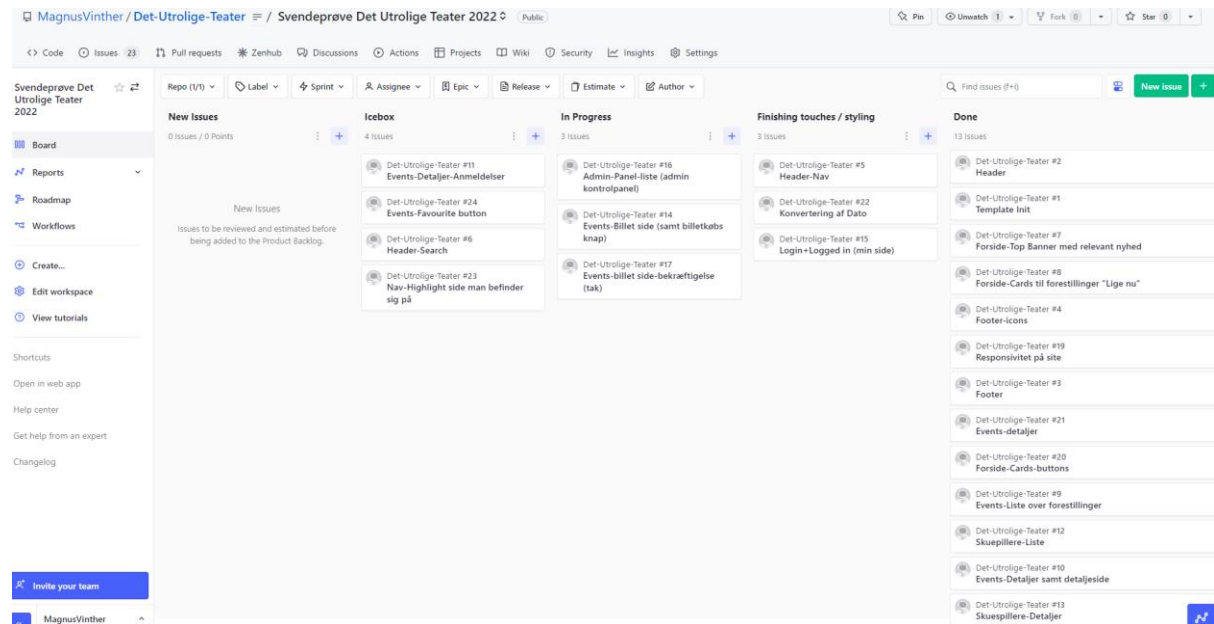 MagnusVinther / Det-Utrolige-Teater / Svendeprøve Det Utrolige Teater 2022 Public
Pin
Unwatch 1
Fork 0
Star 0
Code
Issues 23
Pull requests
Zenhub
Discussions
Actions
Projects
Wiki
Security
Insights
Settings
Svendeprøve Det
Utrolige Teater
2022
Board
Reports
Roadmap
Workflows
Create...
Edit workspace
View tutorials
Shortcuts
Open in web app
Help center
Get help from an expert
Changelog
Invite your team
MagnusVinther
Repo (1/1)
Label
Sprint
Assignee
Epic
Release
Estimate
Author
Find issues (f+i)
New issue
New Issues
0 Issues / 0 Points
New Issues
Issues to be reviewed and estimated before
being added to the Product Backlog.
Icebox
4 Issues
Det-Utrolige-Teater #11
Events-Detaljer-Anmeldelser
Det-Utrolige-Teater #24
Events-Favourite button
Det-Utrolige-Teater #6
Header-Search
Det-Utrolige-Teater #23
Nav-Highlight side man befinder
sig på
In Progress
3 Issues
Det-Utrolige-Teater #16
Admin-Panel-liste (admin
kontrolpanel)
Det-Utrolige-Teater #14
Events-Billet side (samt billetkøbs
knap)
Det-Utrolige-Teater #17
Events-billet side-bekræftigelse
(tak)
Finishing touches / styling
3 Issues
Det-Utrolige-Teater #5
Header-Nav
Det-Utrolige-Teater #22
Konvertering af Dato
Det-Utrolige-Teater #15
Login+Logged in (min side)
Done
13 Issues
Det-Utrolige-Teater #2
Header
Det-Utrolige-Teater #1
Template Init
Det-Utrolige-Teater #7
Forside-Top Banner med relevant nyhed
Det-Utrolige-Teater #8
Forside-Cards til forestillinger "Lige nu"
Det-Utrolige-Teater #4
Footer-icons
Det-Utrolige-Teater #19
Responsivitet på site
Det-Utrolige-Teater #3
Footer
Det-Utrolige-Teater #21
Events-detaljer
Det-Utrolige-Teater #20
Forside-Cards-buttons
Det-Utrolige-Teater #9
Events-Liste over forestillinger
Det-Utrolige-Teater #12
Skuepillere-Liste
Det-Utrolige-Teater #10
Events-Detaljer samt detaljeside
Det-Utrolige-Teater #13
Skuespillere-Detaljer